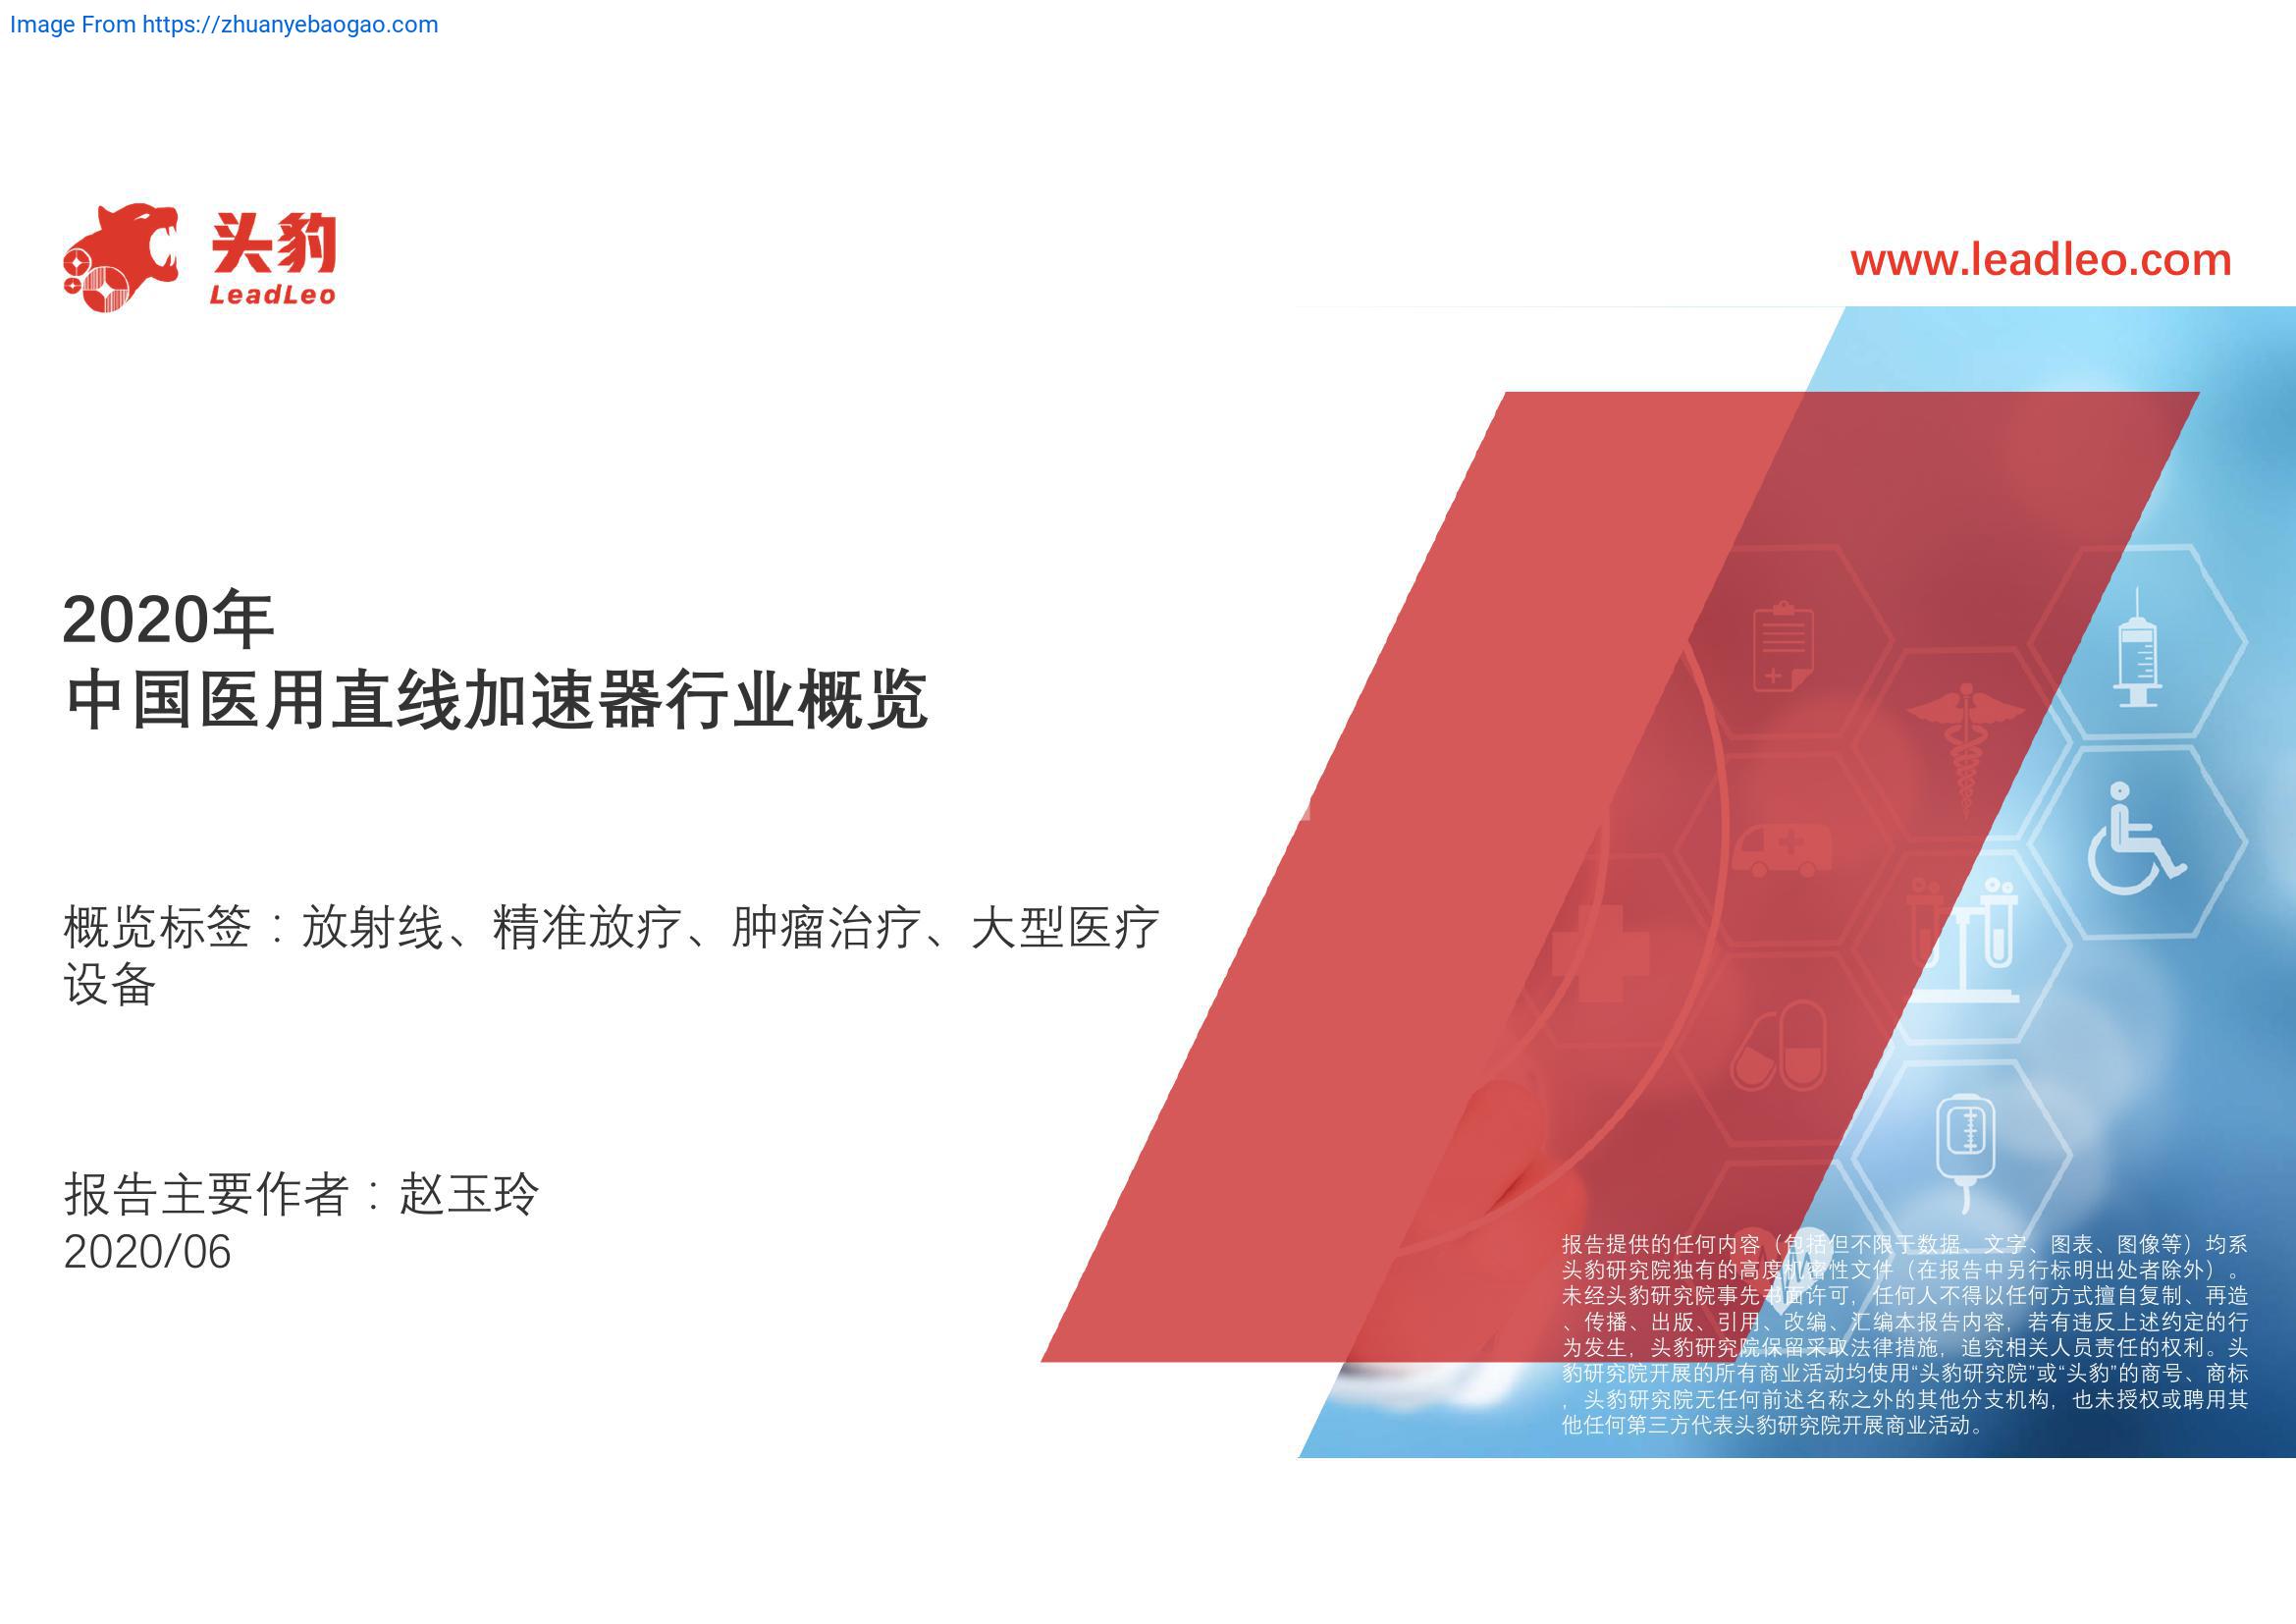 Image From https://zhuanyebaogao.com
头豹
LeadLeo
www.leadleo.com
2020年
中国医用直线加速器行业概览
概览标签：放射线、精准放疗、肿瘤治疗、大型医疗
设备
报告主要作者：赵玉玲
2020/06
报告提供的任何内容（包括但不限于数据、文字、图表、图像等）均系
头豹研究院独有的高度机密性文件（在报告中另行标明出处者除外）。
未经头豹研究院事先书面许可，任何人不得以任何方式擅自复制、再造
、传播、出版、引用、改编、汇编本报告内容，若有违反上述约定的行
为发生，头豹研究院保留采取法律措施，追究相关人员责任的权利。头
豹研究院开展的所有商业活动均使用“头豹研究院”或“头豹”的商号、商标
，头豹研究院无任何前述名称之外的其他分支机构，也未授权或聘用其
他任何第三方代表头豹研究院开展商业活动。